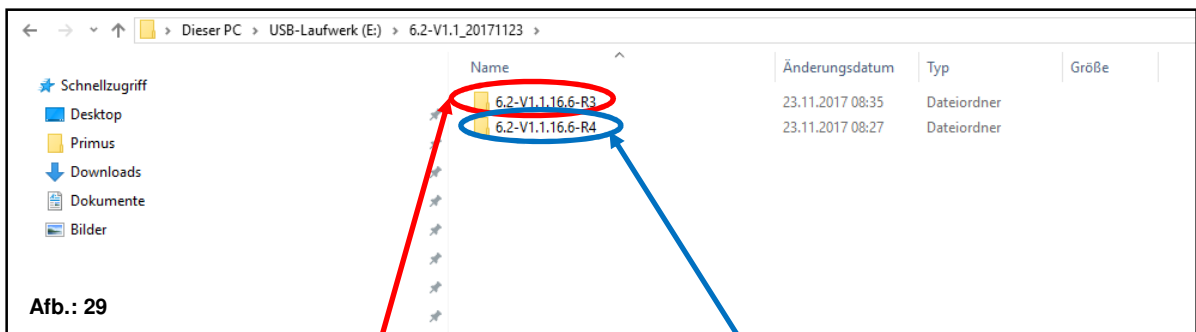 Dieser PC > USB-Laufwerk (E:) > 6.2-V1.1_20171123 >
Name Änderungsdatum Typ Größe
Schnellzugriff
Desktop
Primus
Downloads
Dokumente
Bilder
6.2-V1.1.16.6-R3 23.11.2017 08:35 Dateiordner
6.2-V1.1.16.6-R4 23.11.2017 08:27 Dateiordner
Afb.: 29